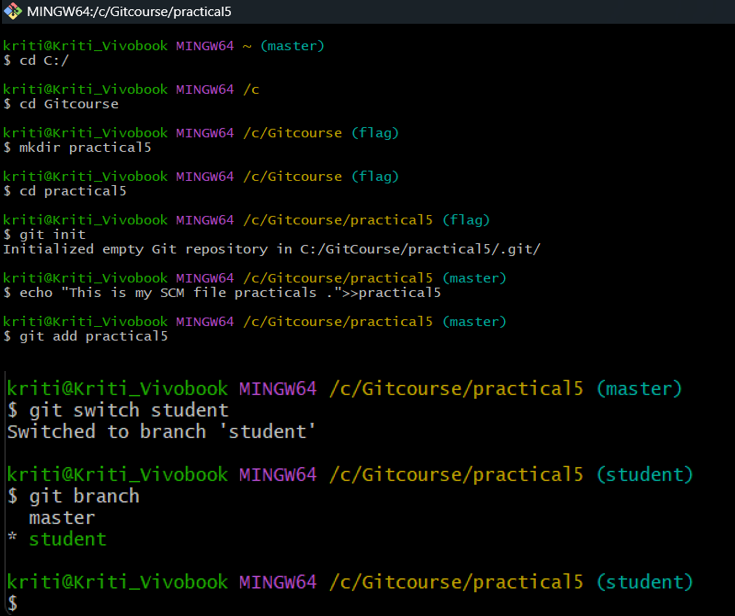 MINGW64:/c/Gitcourse/practical5
kriti@Kriti_Vivobook MINGW64 ~ (master)
$ cd C:/
kriti@Kriti_Vivobook MINGW64 /c
$ cd Gitcourse
kriti@Kriti_Vivobook MINGW64 /c/Gitcourse (flag)
$ mkdir practical5
kriti@Kriti_Vivobook MINGW64 /c/Gitcourse (flag)
$ cd practical5
kriti@Kriti_Vivobook MINGW64 /c/Gitcourse/practical5 (flag)
$ git init
Initialized empty Git repository in C:/GitCourse/practical5/.git/
kriti@Kriti_Vivobook MINGW64 /c/Gitcourse/practical5 (master)
$ echo "This is my SCM file practicals .">>practical5
kriti@Kriti_Vivobook MINGW64 /c/Gitcourse/practical5 (master)
$ git add practical5
kriti@Kriti_Vivobook MINGW64 /c/Gitcourse/practical5 (master)
$ git switch student
Switched to branch 'student'
kriti@Kriti_Vivobook MINGW64 /c/Gitcourse/practical5 (student)
$ git branch
  master
* student
kriti@Kriti_Vivobook MINGW64 /c/Gitcourse/practical5 (student)
$